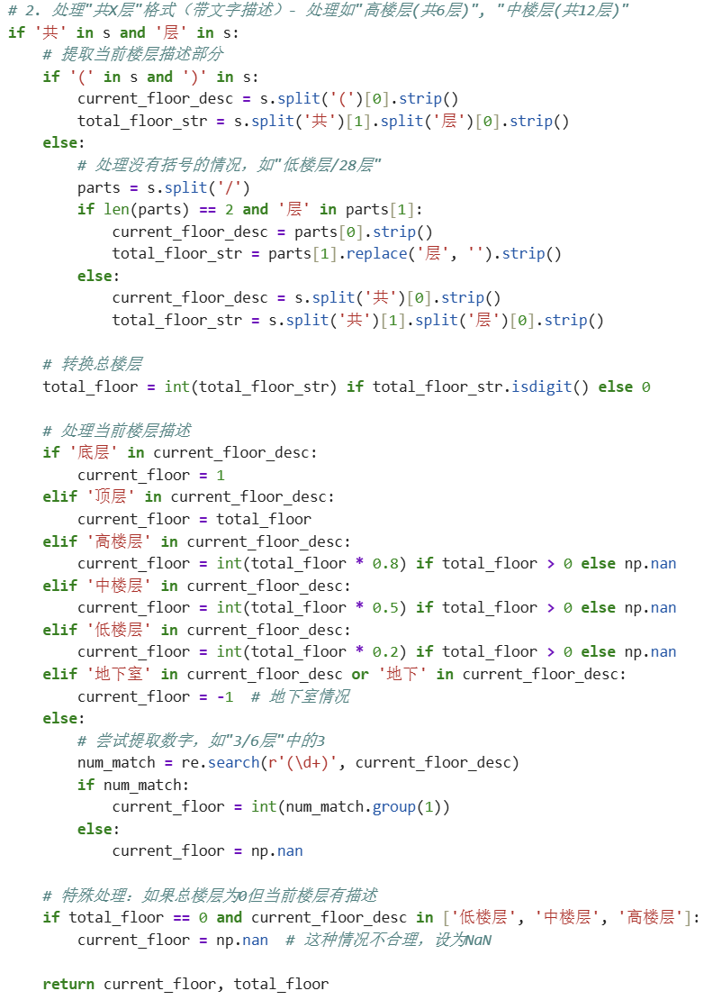 # 2. 处理"共X层"格式（带文字描述）- 处理如"高楼层(共6层)", "中楼层(共12层)"
if '共' in s and '层' in s:
    # 提取当前楼层描述部分
    if '(' in s and ')' in s:
        current_floor_desc = s.split('(')[0].strip()
        total_floor_str = s.split('共')[1].split('层')[0].strip()
    else:
        # 处理没有括号的情况，如"低楼层/28层"
        parts = s.split('/')
        if len(parts) == 2 and '层' in parts[1]:
            current_floor_desc = parts[0].strip()
            total_floor_str = parts[1].replace('层', '').strip()
        else:
            current_floor_desc = s.split('共')[0].strip()
            total_floor_str = s.split('共')[1].split('层')[0].strip()

    # 转换总楼层
    total_floor = int(total_floor_str) if total_floor_str.isdigit() else 0

    # 处理当前楼层描述
    if '底层' in current_floor_desc:
        current_floor = 1
    elif '顶层' in current_floor_desc:
        current_floor = total_floor
    elif '高楼层' in current_floor_desc:
        current_floor = int(total_floor * 0.8) if total_floor > 0 else np.nan
    elif '中楼层' in current_floor_desc:
        current_floor = int(total_floor * 0.5) if total_floor > 0 else np.nan
    elif '低楼层' in current_floor_desc:
        current_floor = int(total_floor * 0.2) if total_floor > 0 else np.nan
    elif '地下室' in current_floor_desc or '地下' in current_floor_desc:
        current_floor = -1  # 地下室情况
    else:
        # 尝试提取数字，如"3/6层"中的3
        num_match = re.search(r'(\d+)', current_floor_desc)
        if num_match:
            current_floor = int(num_match.group(1))
        else:
            current_floor = np.nan

    # 特殊处理：如果总楼层为0但当前楼层有描述
    if total_floor == 0 and current_floor_desc in ['低楼层', '中楼层', '高楼层']:
        current_floor = np.nan  # 这种情况不合理，设为NaN

    return current_floor, total_floor